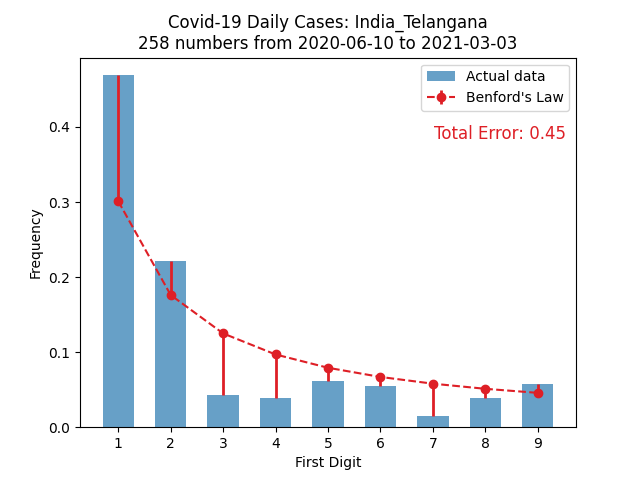 Covid-19 Daily Cases: India_Telangana
258 numbers from 2020-06-10 to 2021-03-03
Actual data
Benford's Law
Total Error: 0.45
Frequency
0.4
0.3
0.2
0.1
0.0
1 2 3 4 5 6 7 8 9
First Digit